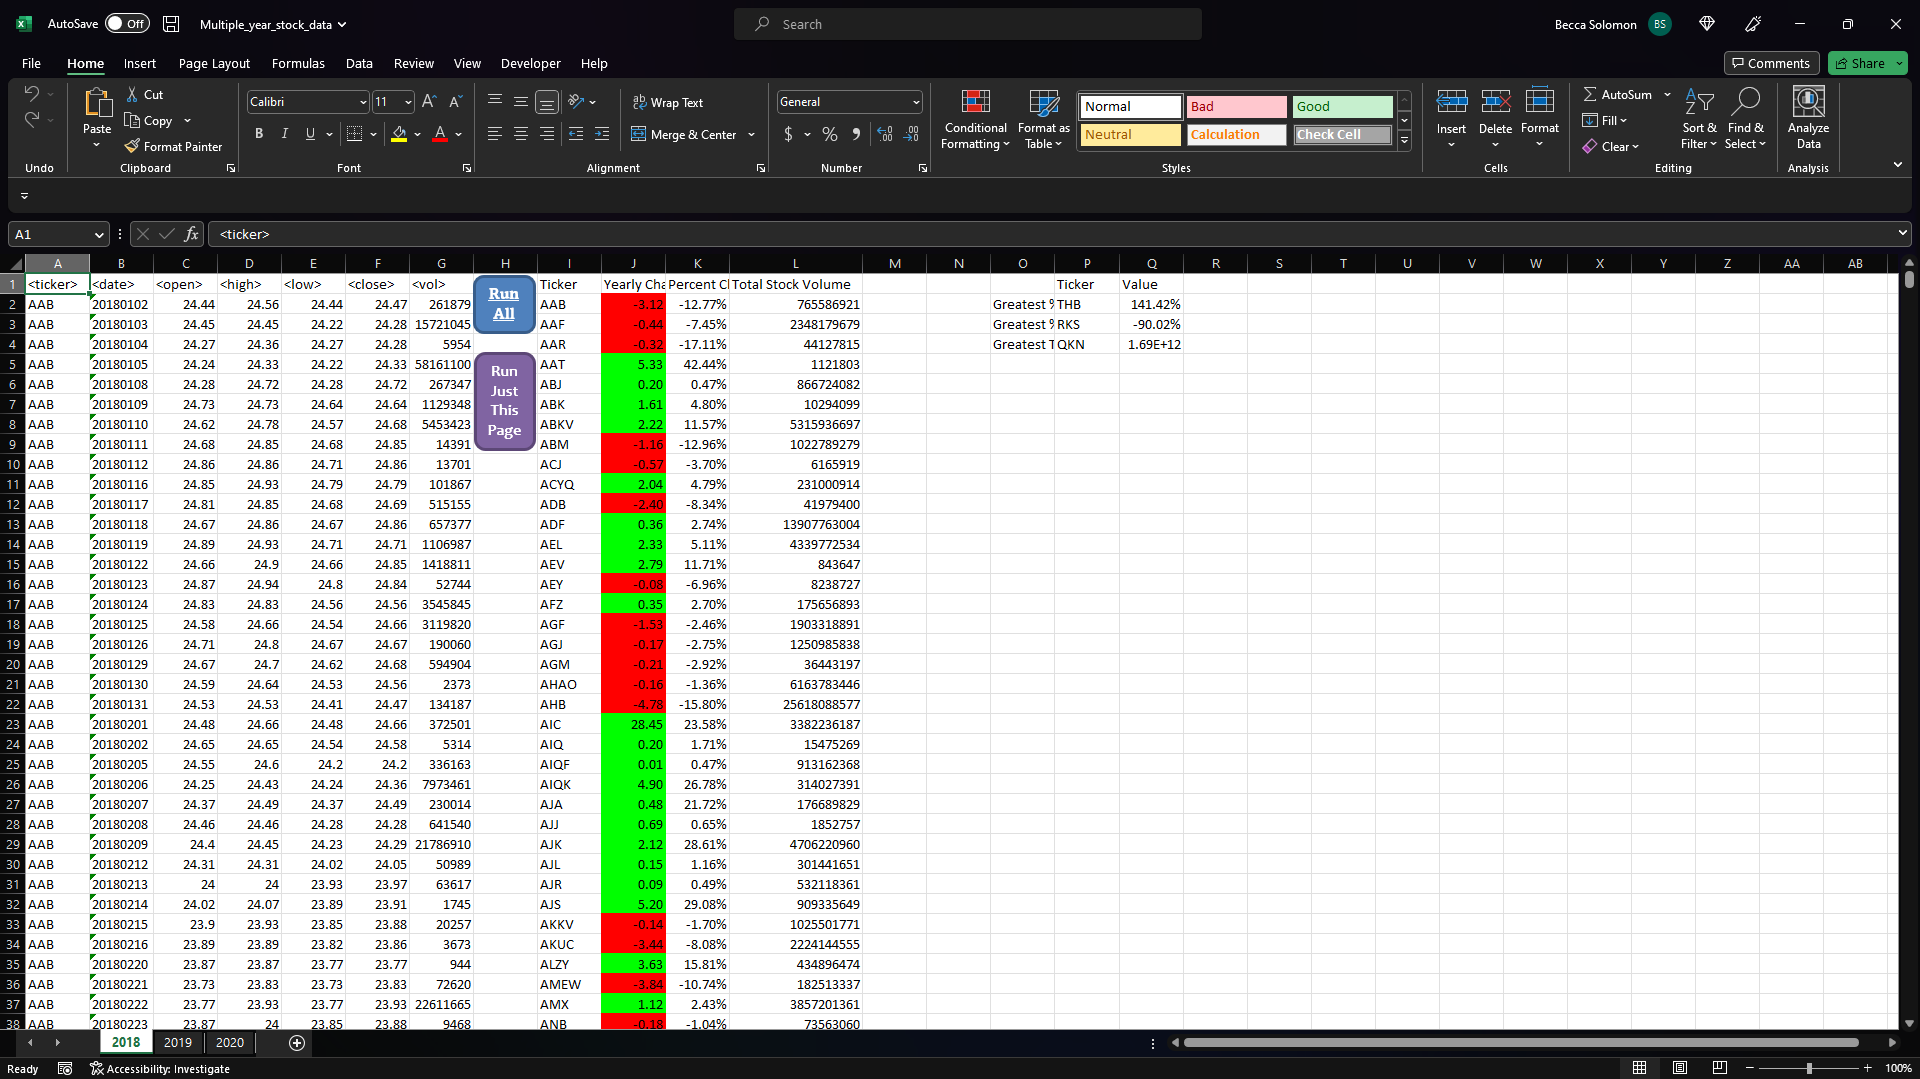 AutoSave Off Multiple_year_stock_data Search Becca Solomon BS
File Home Insert Page Layout Formulas Data Review View Developer Help Comments Share
Cut Calibri 11 Wrap Text General Normal Bad Good AutoSum
Paste Copy Format Painter B I U Merge & Center $ % Conditional Formatting Format as Table Neutral Calculation Check Cell Insert Delete Format Fill Clear Sort & Filter Find & Select Analyze Data
Undo Clipboard Font Alignment Number Styles Cells Editing Analysis
A1 fx <ticker>
A B C D E F G H I J K L M N O P Q R S T U V W X Y Z AA AB
1 <ticker> <date> <open> <high> <low> <close> <vol> Ticker Yearly Cha Percent Cl Total Stock Volume Ticker Value
2 AAB 20180102 24.44 24.56 24.44 24.47 261879 AAB -3.12 -12.77% 765586921 Greatest % THB 141.42%
3 AAB 20180103 24.45 24.45 24.22 24.28 15721045 AAF -0.44 -7.45% 2348179679 Greatest % RKS -90.02%
4 AAB 20180104 24.27 24.36 24.27 24.28 5954 AAR -0.32 -17.11% 44127815 Greatest T QKN 1.69E+12
5 AAB 20180105 24.24 24.33 24.22 24.33 58161100 AAT 5.33 42.44% 1121803
6 AAB 20180108 24.28 24.72 24.28 24.72 267347 ABJ 0.20 0.47% 866724082
7 AAB 20180109 24.73 24.73 24.64 24.64 1129348 ABK 1.61 4.80% 10294099
8 AAB 20180110 24.62 24.78 24.57 24.68 5453423 ABKV 2.22 11.57% 5315936697
9 AAB 20180111 24.68 24.85 24.68 24.85 14391 ABM -1.16 -12.96% 1022789279
10 AAB 20180112 24.86 24.86 24.71 24.86 13701 ACJ -0.57 -3.70% 6165919
11 AAB 20180116 24.85 24.93 24.79 24.79 101867 ACYQ 2.04 4.79% 231000914
12 AAB 20180117 24.81 24.85 24.68 24.69 515155 ADB -2.40 -8.34% 41979400
13 AAB 20180118 24.67 24.86 24.67 24.86 657377 ADF 0.36 2.74% 13907763004
14 AAB 20180119 24.89 24.93 24.71 24.71 1106987 AEL 2.33 5.11% 4339772534
15 AAB 20180122 24.66 24.9 24.66 24.85 1418811 AEV 2.79 11.71% 843647
16 AAB 20180123 24.87 24.94 24.8 24.84 52744 AEY -0.08 -6.96% 8238727
17 AAB 20180124 24.83 24.83 24.56 24.56 3545845 AFZ 0.35 2.70% 175656893
18 AAB 20180125 24.58 24.66 24.54 24.66 3119820 AGF -1.53 -2.46% 1903318891
19 AAB 20180126 24.71 24.8 24.67 24.67 190060 AGJ -0.17 -2.75% 1250985838
20 AAB 20180129 24.67 24.7 24.62 24.68 594904 AGM -0.21 -2.92% 36443197
21 AAB 20180130 24.59 24.64 24.53 24.56 2373 AHAO -0.16 -1.36% 6163783446
22 AAB 20180131 24.53 24.53 24.41 24.47 134187 AHB -4.78 -15.80% 25618088577
23 AAB 20180201 24.48 24.66 24.48 24.66 372501 AIC 28.45 23.58% 3382236187
24 AAB 20180202 24.65 24.65 24.54 24.58 5314 AIQ 0.20 1.71% 15475269
25 AAB 20180205 24.55 24.6 24.2 24.2 336163 AIQF 0.01 0.47% 913162368
26 AAB 20180206 24.25 24.43 24.24 24.36 7973461 AIQK 4.90 26.78% 314027391
27 AAB 20180207 24.37 24.49 24.37 24.49 230014 AJA 0.48 21.72% 176689829
28 AAB 20180208 24.46 24.46 24.28 24.28 641540 AJJ 0.69 0.65% 1852757
29 AAB 20180209 24.4 24.45 24.23 24.29 21786910 AJK 2.12 28.61% 4706220960
30 AAB 20180212 24.31 24.31 24.02 24.05 50989 AJL 0.15 1.16% 301441651
31 AAB 20180213 24 24 23.93 23.97 63617 AJR 0.09 0.49% 532118361
32 AAB 20180214 24.02 24.07 23.89 23.91 1745 AJS 5.20 29.08% 909335649
33 AAB 20180215 23.9 23.93 23.85 23.88 20257 AKKV -0.14 -1.70% 1025501771
34 AAB 20180216 23.89 23.89 23.82 23.86 3673 AKUC -3.44 -8.08% 2224144555
35 AAB 20180220 23.87 23.87 23.77 23.77 944 ALZY 3.63 15.81% 434896474
36 AAB 20180221 23.73 23.83 23.73 23.83 72620 AMEW -3.84 -10.74% 182513337
37 AAB 20180222 23.77 23.93 23.77 23.93 22611665 AMX 1.12 2.43% 3857201361
38 AAB 20180223 23.87 24 23.85 23.88 9468 ANB -0.18 -1.04% 73563060
Run
All
Run
Just
This
Page
2018 2019 2020
Ready Accessibility: Investigate 100%